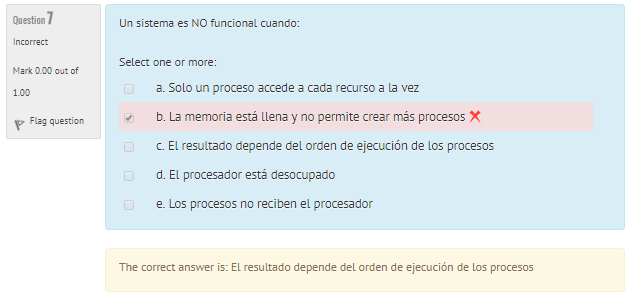 Question 7
Incorrect
Mark 0.00 out of
1.00
Flag question
Un sistema es NO funcional cuando:
Select one or more:
a. Solo un proceso accede a cada recurso a la vez
b. La memoria está llena y no permite crear más procesos
c. El resultado depende del orden de ejecución de los procesos
d. El procesador está desocupado
e. Los procesos no reciben el procesador
The correct answer is: El resultado depende del orden de ejecución de los procesos